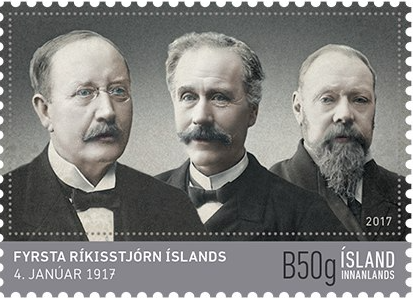 2017
FYRSTA RÍKISSTJÓRN ÍSLANDS
4. JANÚAR 1917
B50g
ÍSLAND
INNANLANDS